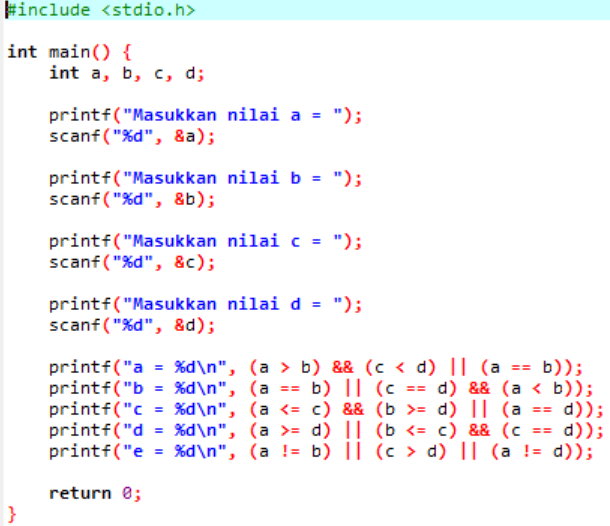 #include <stdio.h>
int main() {
    int a, b, c, d;
    printf("Masukkan nilai a = ");
    scanf("%d", &a);
    printf("Masukkan nilai b = ");
    scanf("%d", &b);
    printf("Masukkan nilai c = ");
    scanf("%d", &c);
    printf("Masukkan nilai d = ");
    scanf("%d", &d);
    printf("a = %d\n", (a > b) && (c < d) || (a == b));
    printf("b = %d\n", (a == b) || (c == d) && (a < b));
    printf("c = %d\n", (a <= c) && (b >= d) || (a == d));
    printf("d = %d\n", (a >= d) || (b <= c) && (c == d));
    printf("e = %d\n", (a != b) || (c > d) || (a != d));
    return 0;
}